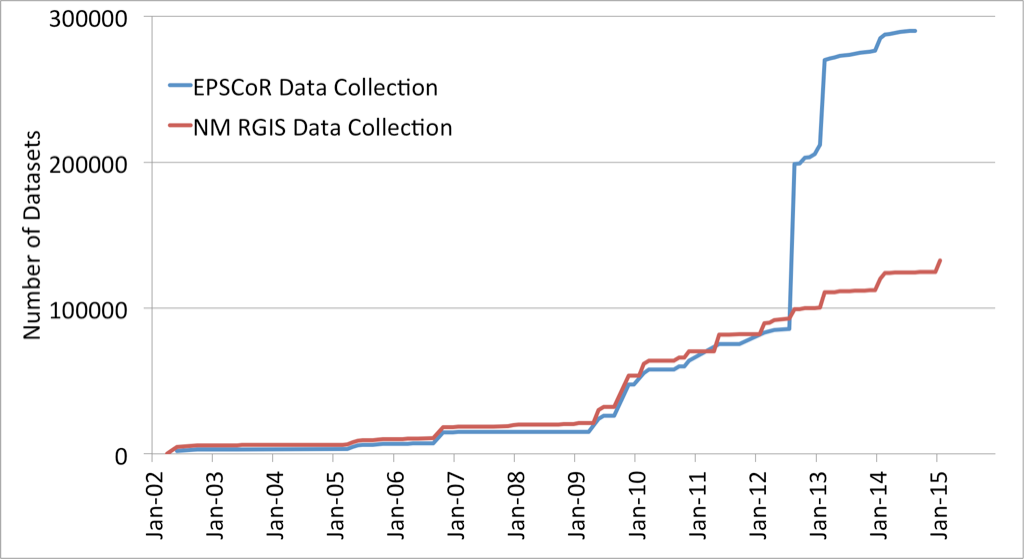 300000
200000
100000
0
Number of Datasets
EPSCoR Data Collection
NM RGIS Data Collection
Jan-02
Jan-03
Jan-04
Jan-05
Jan-06
Jan-07
Jan-08
Jan-09
Jan-10
Jan-11
Jan-12
Jan-13
Jan-14
Jan-15